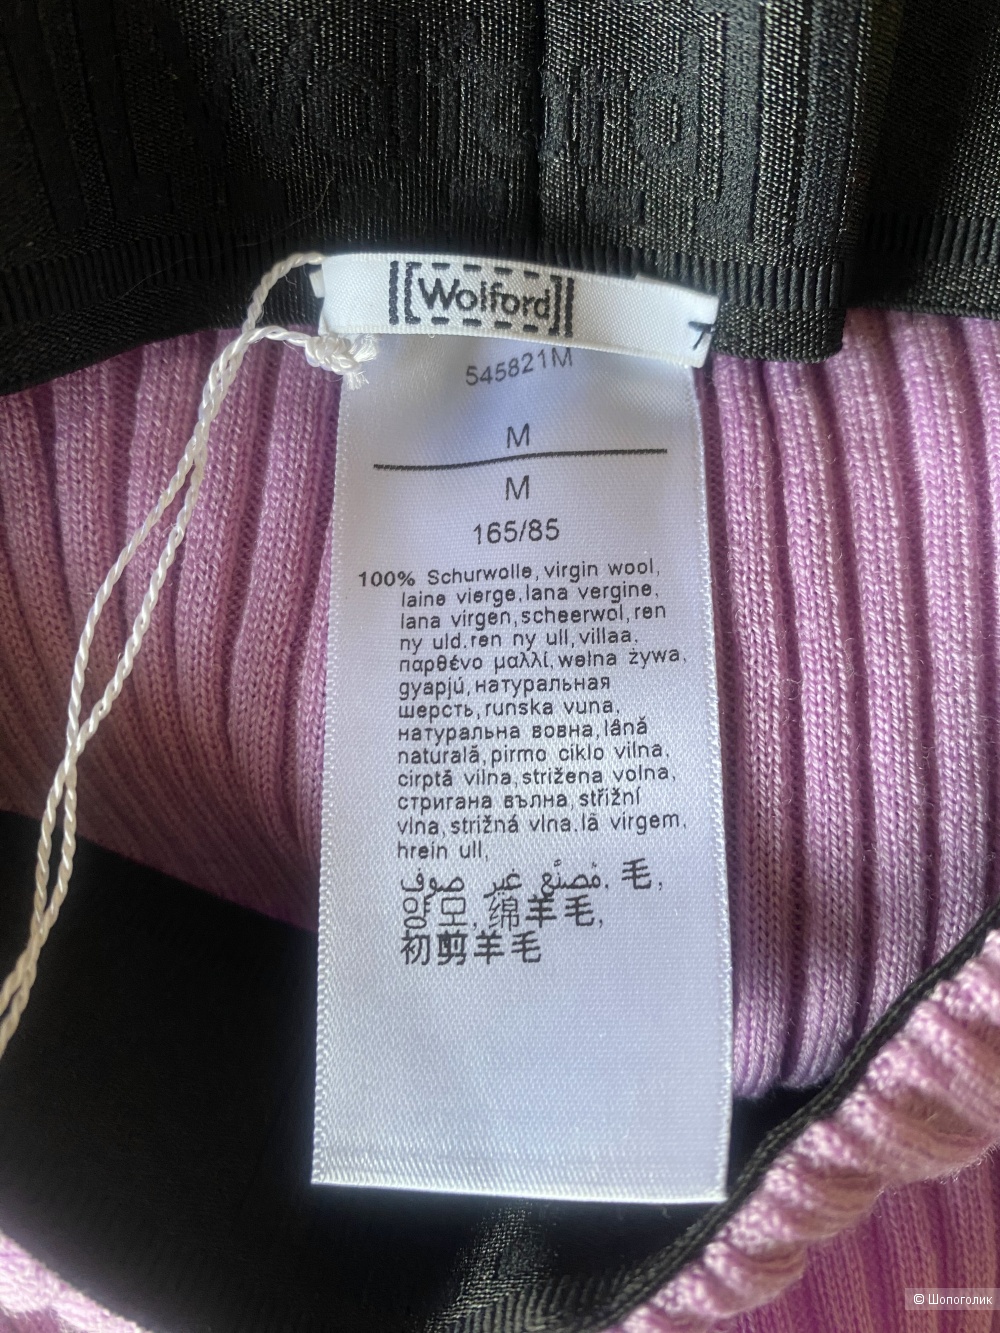 Wolford
Wolford
7
545821M
M
M
165/85
100% Schurwolle, virgin wool,
laine vierge, lana vergine,
lana virgen, scheerwol, ren
ny uld, ren ny ull, villaa,
παρθένο μαλλί, wełna żywa,
gyapjú, натуральная
шерсть, runska vuna,
натуральна вовна, lână
naturală, pirmo ciklo vilna,
cirptā vilna, strižena volna,
стригана вълна, střižní
vlna, strižná vlna, lã virgem,
hrein ull,
صوف غير مُصنَّع, 毛,
양모, 绵羊毛,
初剪羊毛
© Шопоголик